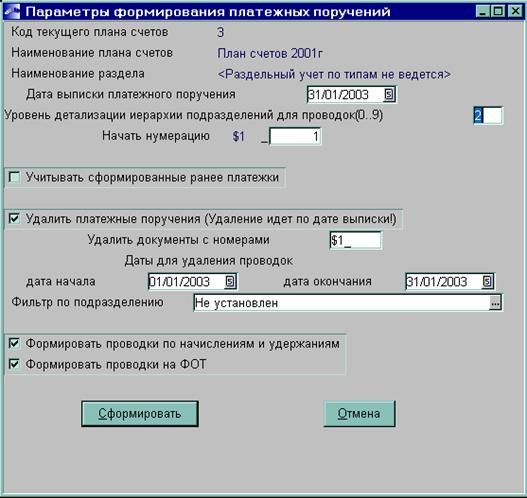 Параметры формирования платежных поручений
Код текущего плана счетов 3
Наименование плана счетов План счетов 2001г
Наименование раздела <Раздельный учет по типам не ведется>
Дата выписки платежного поручения 31/01/2003
Уровень детализации иерархии подразделений для проводок(0..9) 2
Начать нумерацию $1 _ 1
Учитывать сформированные ранее платежки
Удалить платежные поручения (Удаление идет по дате выписки!)
Удалить документы с номерами $1_
Даты для удаления проводок
дата начала 01/01/2003 дата окончания 31/01/2003
Фильтр по подразделению Не установлен ...
Формировать проводки по начислениям и удержаниям
Формировать проводки на ФОТ
Сформировать Отмена